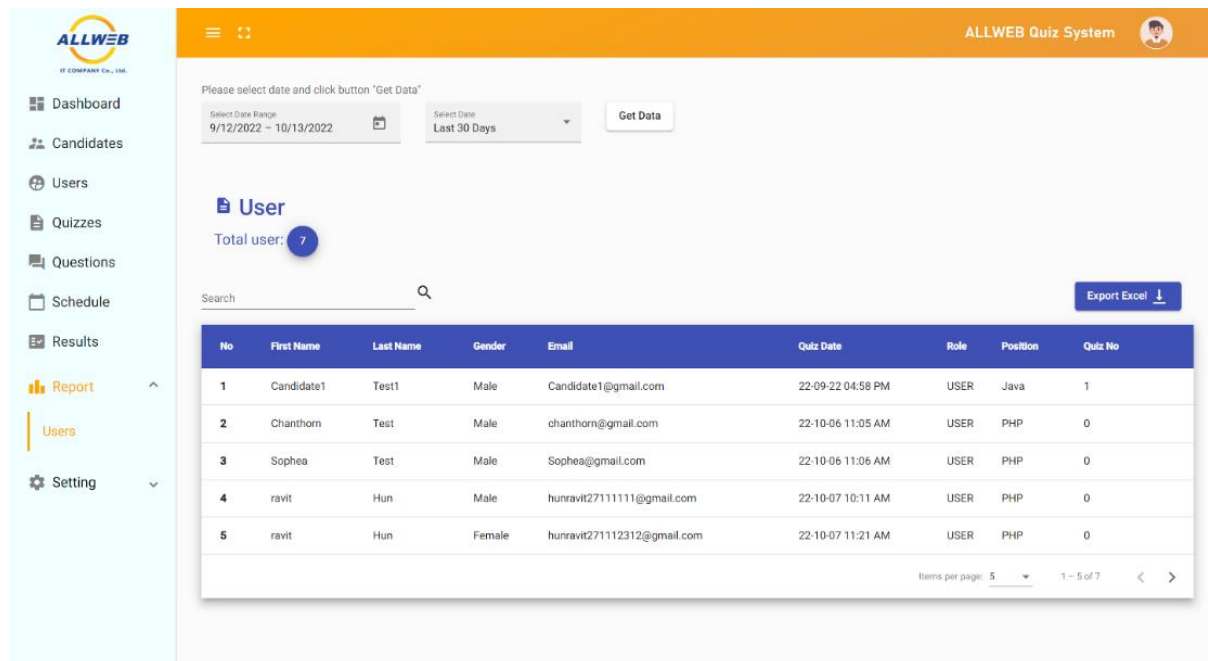 ALLWEB
IT COMPANY Co., Ltd.
ALLWEB Quiz System
Dashboard
Candidates
Users
Quizzes
Questions
Schedule
Results
Report
Users
Setting
Please select date and click button "Get Data"
Select Date Range
9/12/2022 – 10/13/2022
Select Date
Last 30 Days
Get Data
User
Total user: 7
Search
Export Excel
No First Name Last Name Gender Email Quiz Date Role Position Quiz No
1 Candidate1 Test1 Male Candidate1@gmail.com 22-09-22 04:58 PM USER Java 1
2 Chanthorn Test Male chanthorn@gmail.com 22-10-06 11:05 AM USER PHP 0
3 Sophea Test Male Sophea@gmail.com 22-10-06 11:06 AM USER PHP 0
4 ravit Hun Male hunravit27111111@gmail.com 22-10-07 10:11 AM USER PHP 0
5 ravit Hun Female hunravit271112312@gmail.com 22-10-07 11:21 AM USER PHP 0
Items per page: 5 1 – 5 of 7